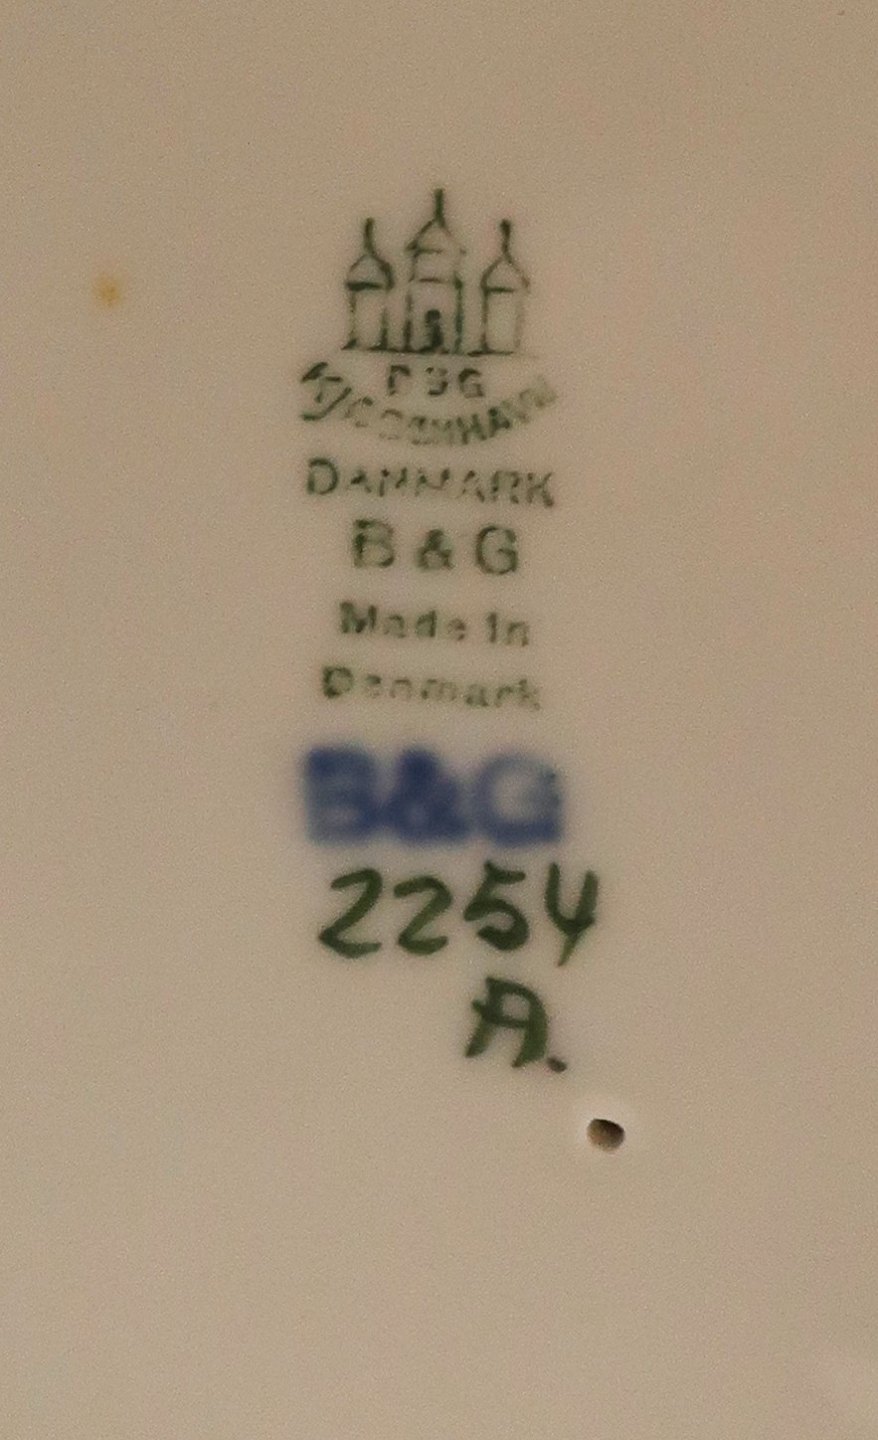 B&G
KJØBENHAVN
DANMARK
B & G
Made in
Denmark
B&G
2254
A.